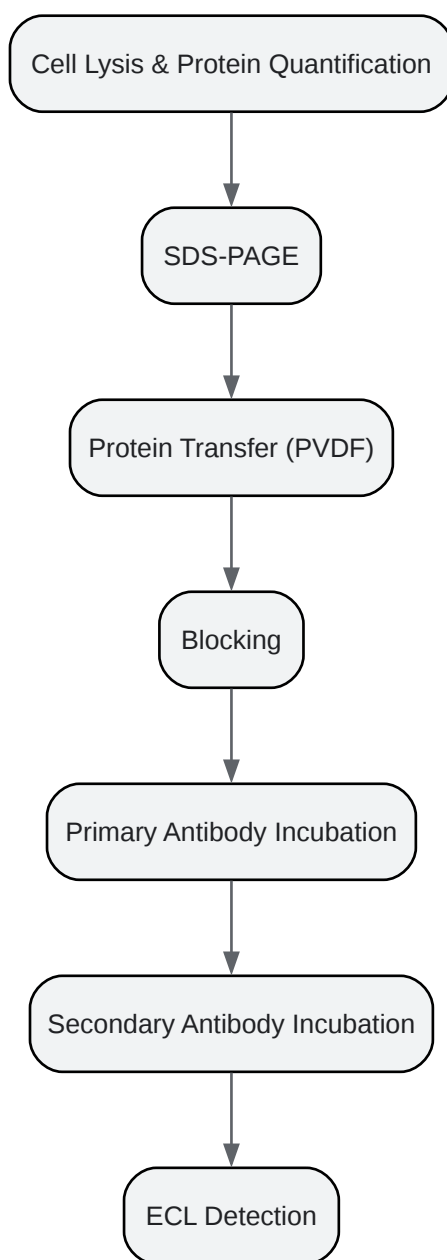 Cell Lysis & Protein Quantification
SDS-PAGE
Protein Transfer (PVDF)
Blocking
Primary Antibody Incubation
Secondary Antibody Incubation
ECL Detection